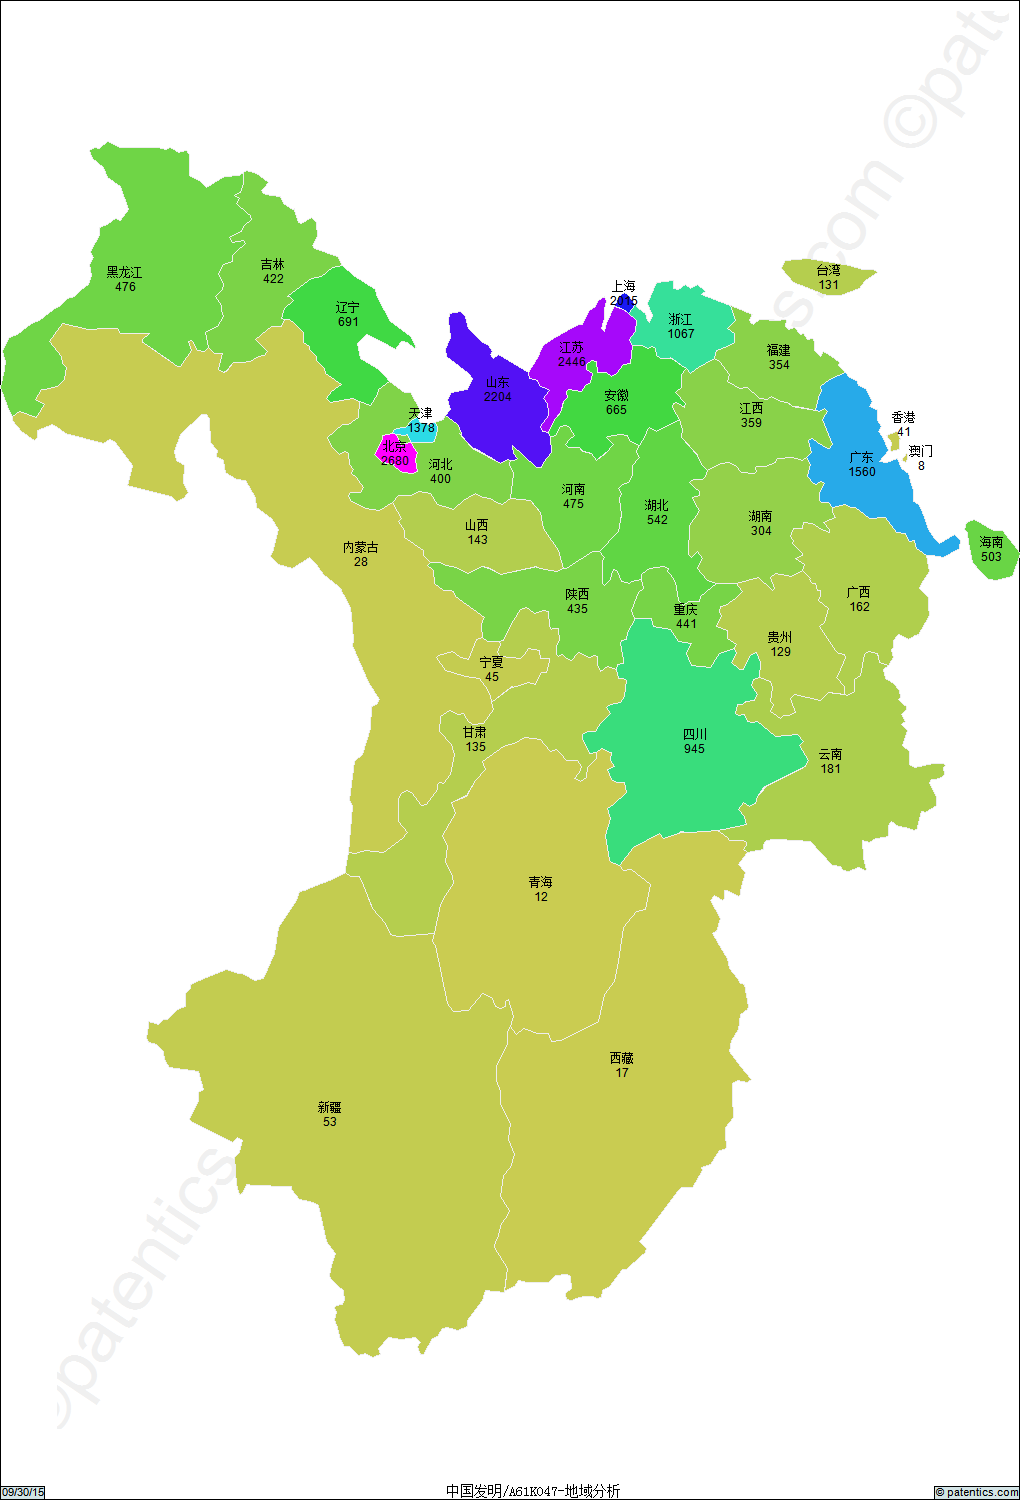 ©patentics.com ©patentics.com
黑龙江
476
吉林
422
辽宁
691
上海
2015
台湾
131
浙江
1067
江苏
2446
福建
354
山东
2204
安徽
665
江西
359
天津
1378
香港
41
北京
2680
河北
400
广东
1560
澳门
8
河南
475
湖北
542
湖南
304
山西
143
海南
503
内蒙古
28
陕西
435
重庆
441
广西
162
贵州
129
宁夏
45
甘肃
135
四川
945
云南
181
青海
12
西藏
17
新疆
53
09/30/15
中国发明/A61K047-地域分析
© patentics.com